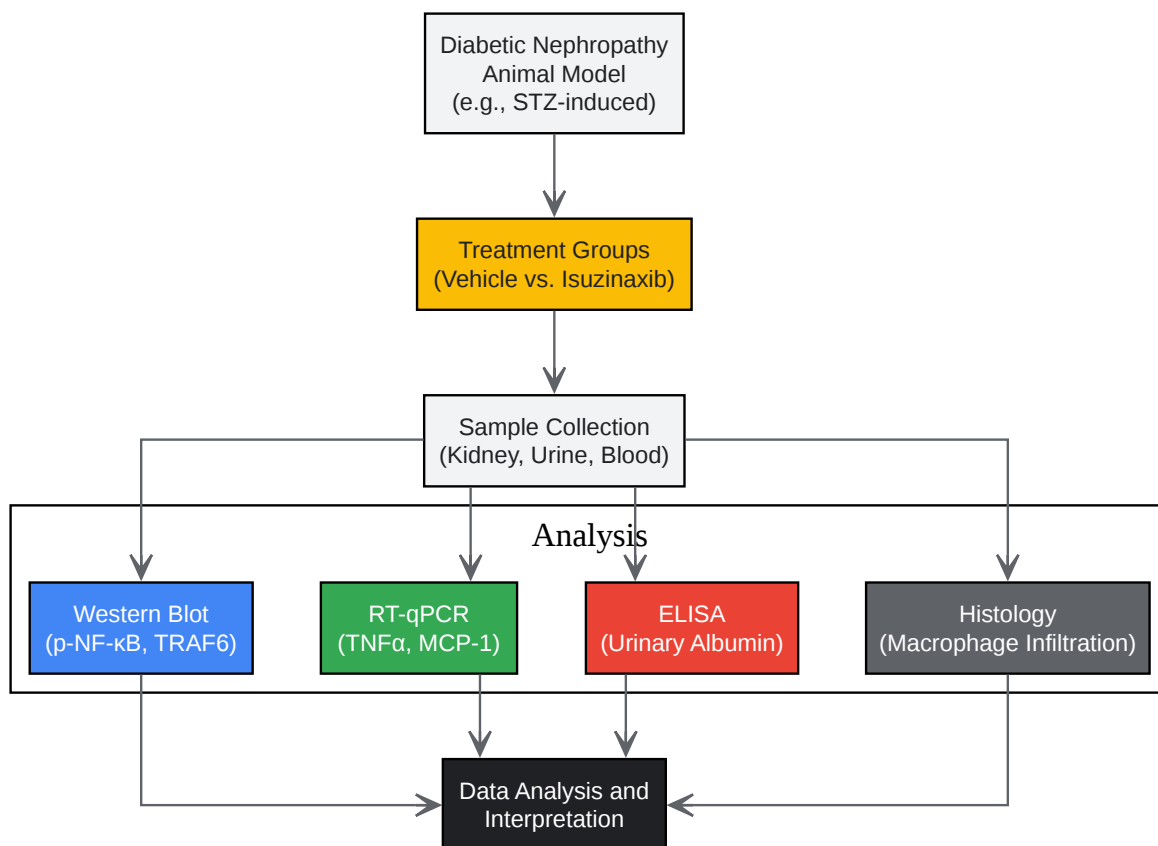 Diabetic Nephropathy
Animal Model
(e.g., STZ-induced)
Treatment Groups
(Vehicle vs. Isuzinaxib)
Sample Collection
(Kidney, Urine, Blood)
Analysis
Western Blot
(p-NF-κB, TRAF6)
RT-qPCR
(TNFα, MCP-1)
ELISA
(Urinary Albumin)
Histology
(Macrophage Infiltration)
Data Analysis and
Interpretation